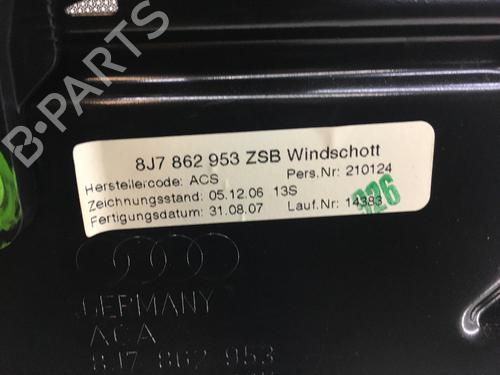 B-PARTS
8J7 862 953 ZSB Windschott
Herstellercode: ACS Pers.Nr: 210124
Zeichnungsstand: 05.12.06 13S
Fertigungsdatum: 31.08.07 Lauf.Nr: 14383
926
GERMANY
ACA
8J7 862 953